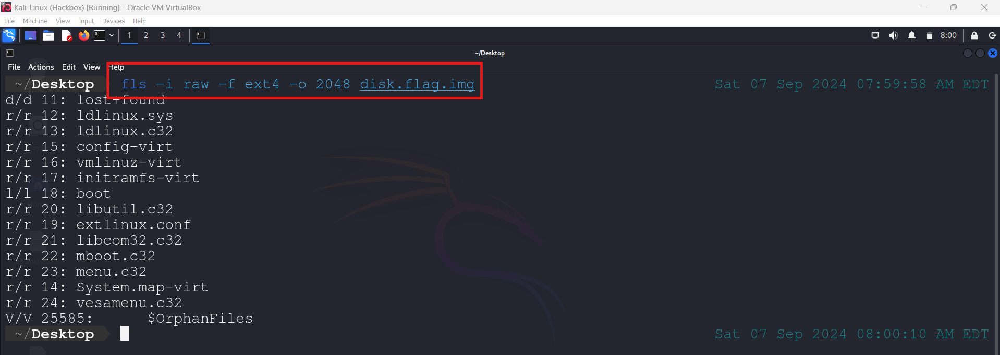 Kali-Linux (Hackbox) [Running] - Oracle VM VirtualBox
File Machine View Input Devices Help
1 2 3 4 8:00
~/Desktop
File Actions Edit View Help
~/Desktop fls -i raw -f ext4 -o 2048 disk.flag.img Sat 07 Sep 2024 07:59:58 AM EDT
d/d 11: lost+found
r/r 12: ldlinux.sys
r/r 13: ldlinux.c32
r/r 15: config-virt
r/r 16: vmlinuz-virt
r/r 17: initramfs-virt
l/l 18: boot
r/r 20: libutil.c32
r/r 19: extlinux.conf
r/r 21: libcom32.c32
r/r 22: mboot.c32
r/r 23: menu.c32
r/r 14: System.map-virt
r/r 24: vesamenu.c32
V/V 25585: $OrphanFiles
~/Desktop Sat 07 Sep 2024 08:00:10 AM EDT